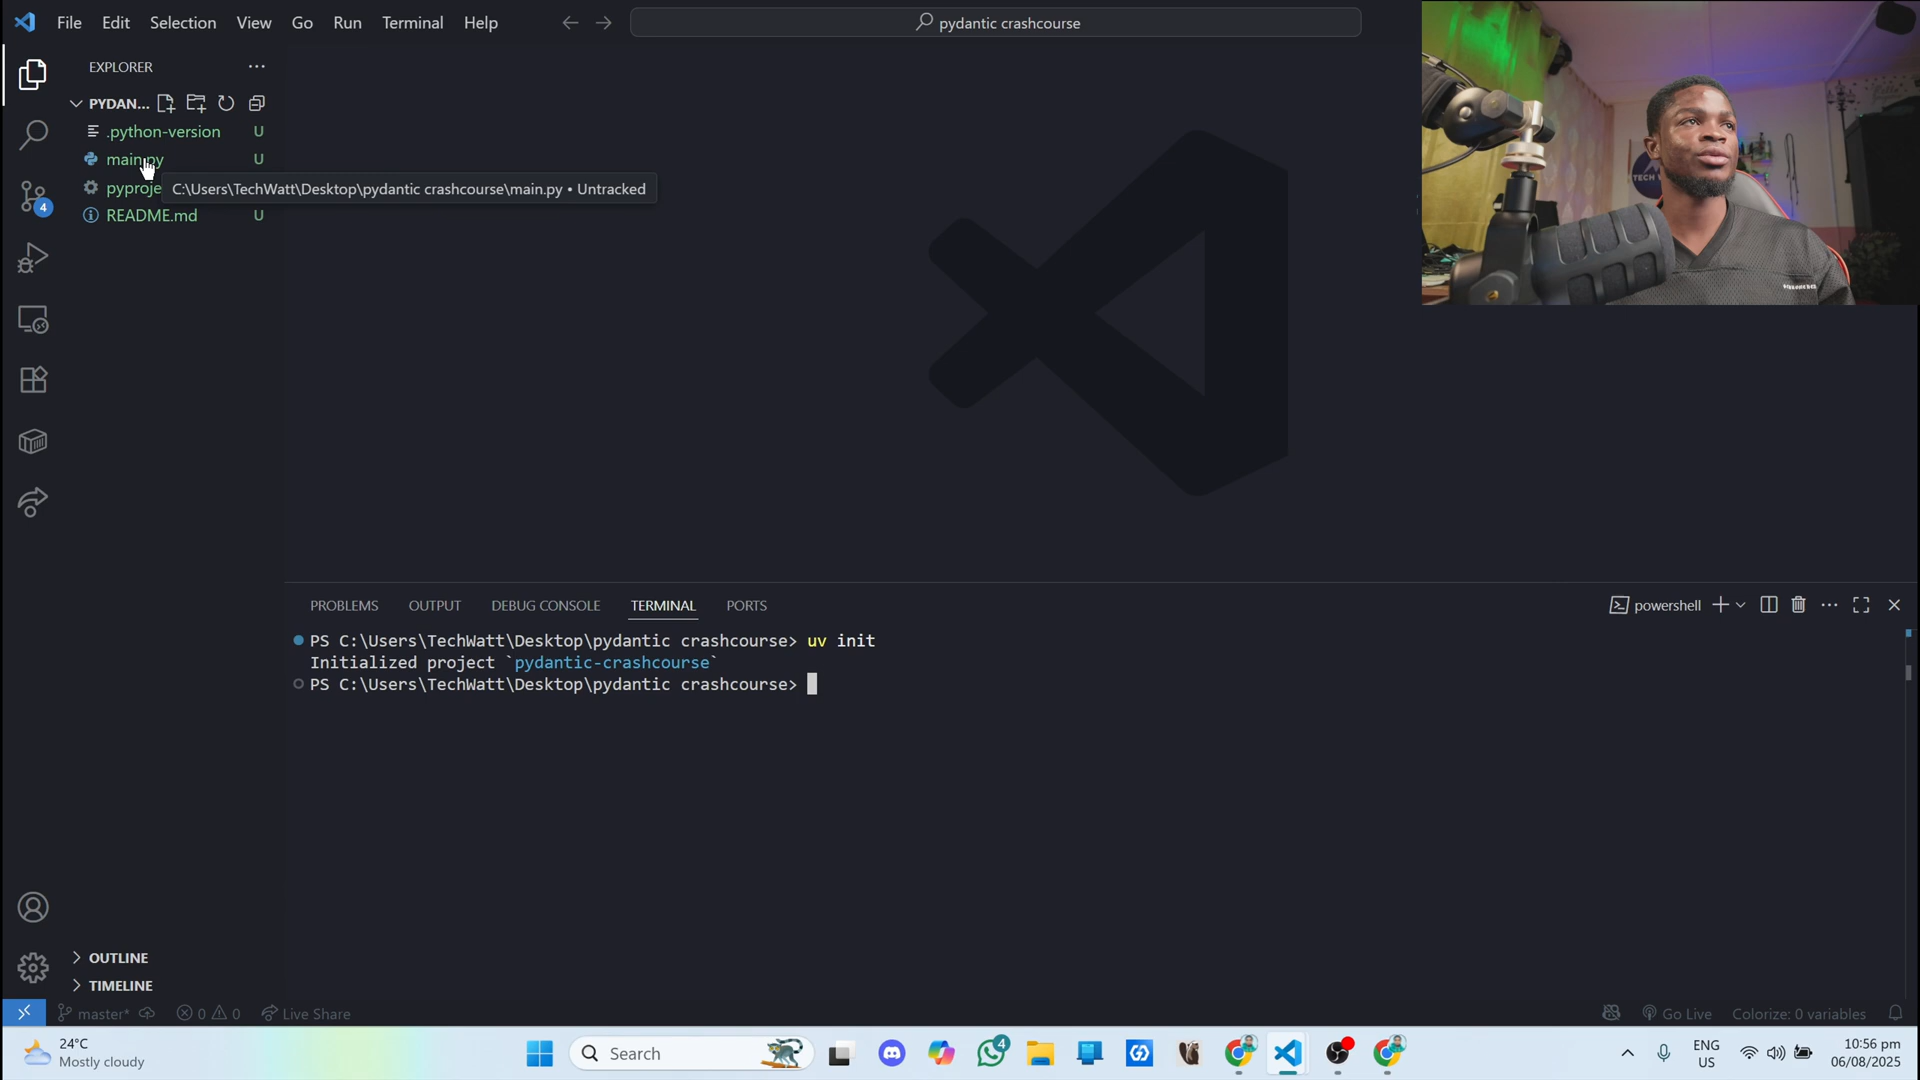 File Edit Selection View Go Run Terminal Help
pydantic crashcourse
EXPLORER
PYDAN...
.python-version U
main.py U
pyproje
C:\Users\TechWatt\Desktop\pydantic crashcourse\main.py • Untracked
README.md U
4
PROBLEMS OUTPUT DEBUG CONSOLE TERMINAL PORTS
powershell
PS C:\Users\TechWatt\Desktop\pydantic crashcourse> uv init
Initialized project `pydantic-crashcourse`
PS C:\Users\TechWatt\Desktop\pydantic crashcourse>
OUTLINE
TIMELINE
master* 0 0 Live Share
Go Live Colorize: 0 variables
24°C
Mostly cloudy
Search
4
ENG
US
10:56 pm
06/08/2025